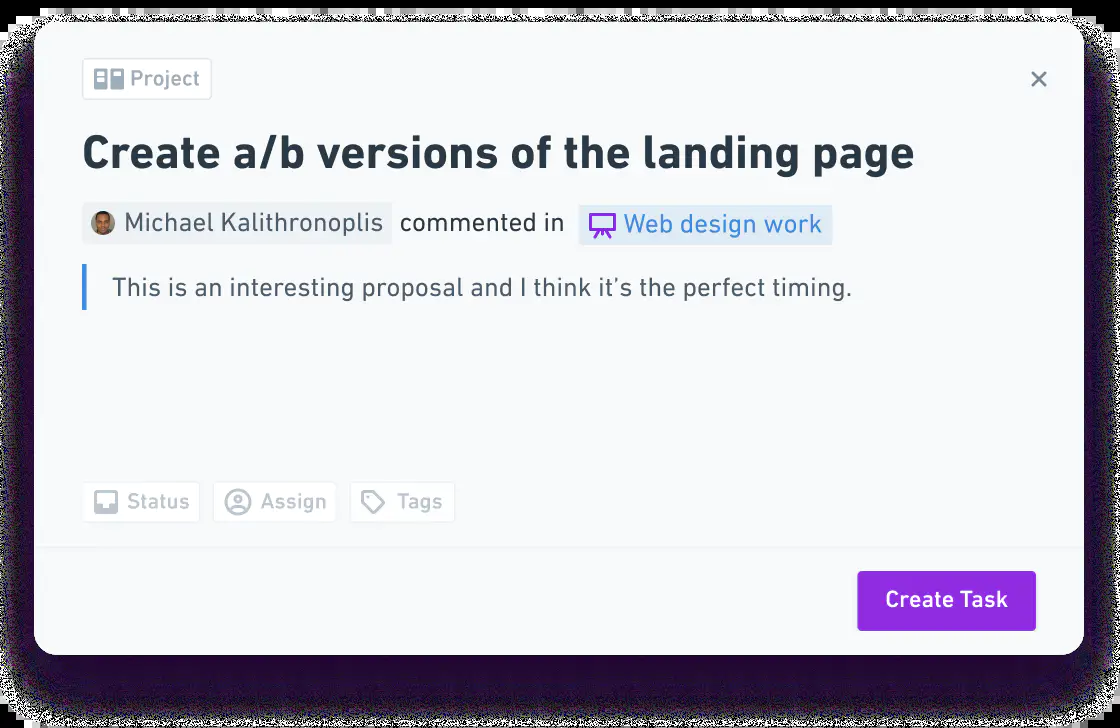 Project
Create a/b versions of the landing page
Michael Kalithronoplis commented in Web design work
This is an interesting proposal and I think it’s the perfect timing.
Status Assign Tags
Create Task